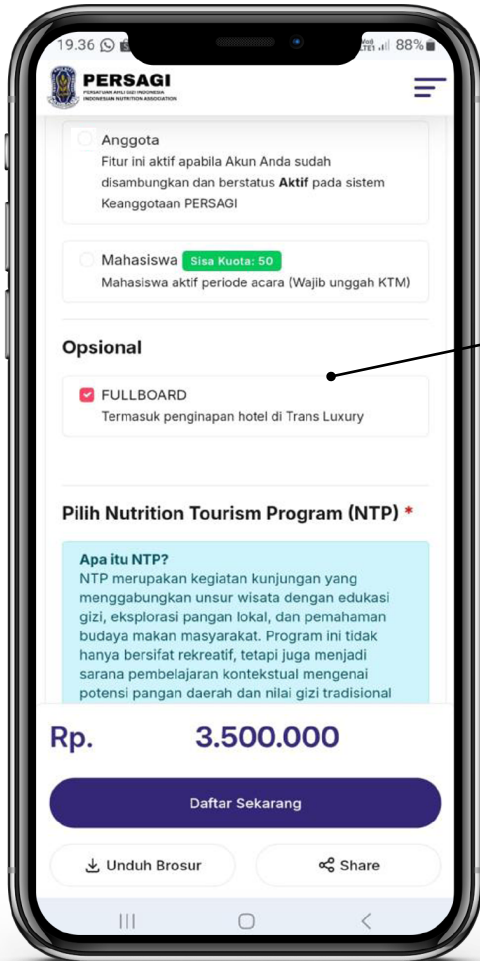 19.36
88%
PERSAGI
PERSATUAN AHLI GIZI INDONESIA
INDONESIAN NUTRITION ASSOCIATION
Anggota
Fitur ini aktif apabila Akun Anda sudah
disambungkan dan berstatus Aktif pada sistem
Keanggotaan PERSAGI
Mahasiswa Sisa Kuota: 50
Mahasiswa aktif periode acara (Wajib unggah KTM)
Opsional
FULLBOARD
Termasuk penginapan hotel di Trans Luxury
Pilih Nutrition Tourism Program (NTP) *
Apa itu NTP?
NTP merupakan kegiatan kunjungan yang
menggabungkan unsur wisata dengan edukasi
gizi, eksplorasi pangan lokal, dan pemahaman
budaya makan masyarakat. Program ini tidak
hanya bersifat rekreatif, tetapi juga menjadi
sarana pembelajaran kontekstual mengenai
potensi pangan daerah dan nilai gizi tradisional
Rp. 3.500.000
Daftar Sekarang
Unduh Brosur
Share